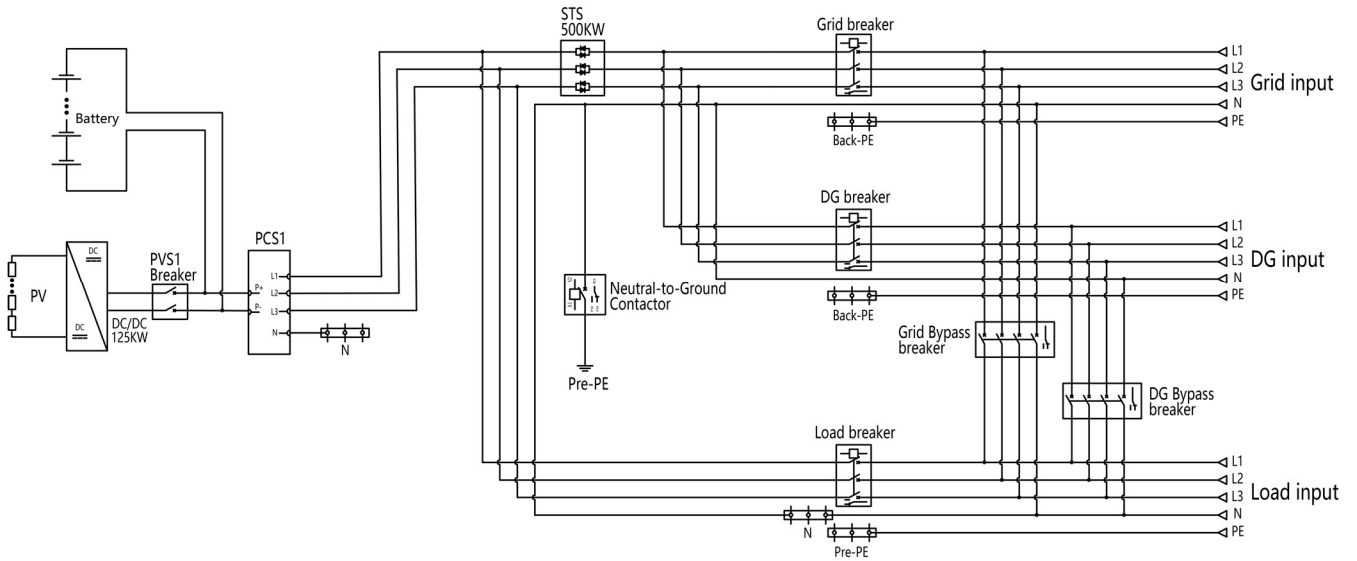 STS
500KW
Grid breaker
L1
L2
L3
N
PE
Grid input
Back-PE
Battery
DG breaker
L1
L2
L3
N
PE
DG input
Back-PE
PV
DC
DC
DC/DC
125KW
PVS1
Breaker
PCS1
P+
P-
L1
L2
L3
N
N
Neutral-to-Ground
Contactor
Pre-PE
Grid Bypass
breaker
DG Bypass
breaker
Load breaker
L1
L2
L3
N
PE
Load input
N
Pre-PE